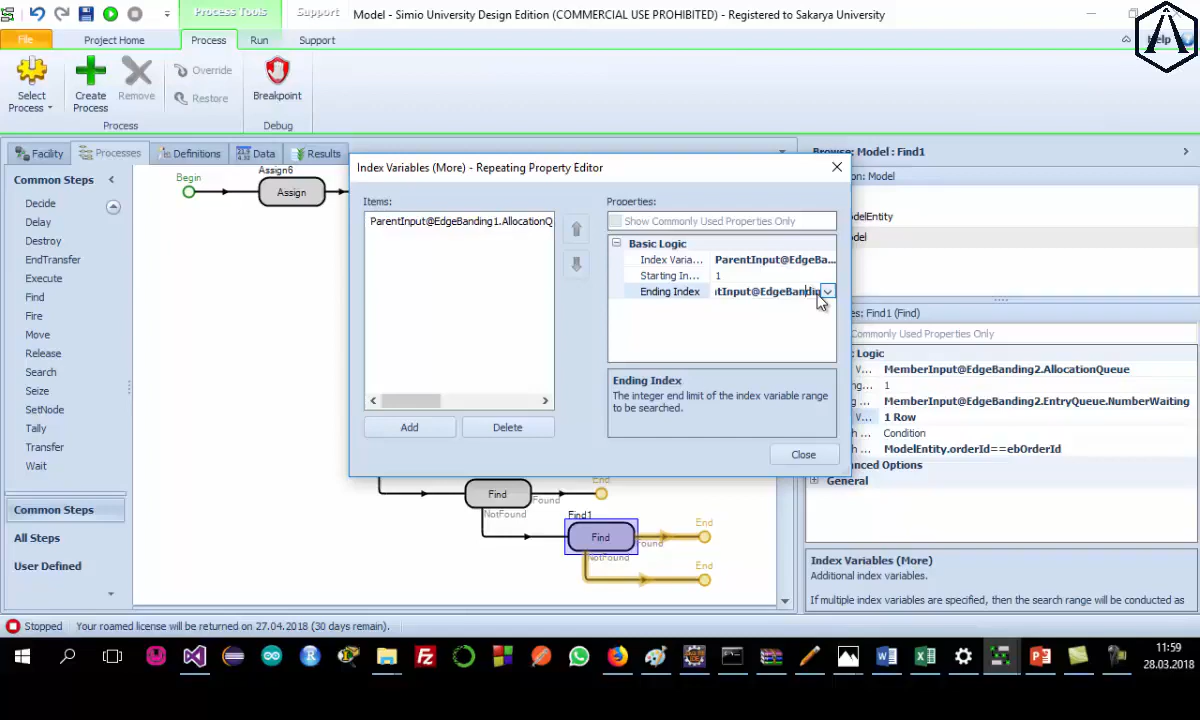 Process Tools
Support
Model - Simio University Design Edition (COMMERCIAL USE PROHIBITED) - Registered to Sakarya University
File
Project Home
Process
Run
Support
Help
Select Process
Create Process
Remove
Override
Restore
Breakpoint
Process
Debug
Facility
Processes
Definitions
Data
Results
Browse: Model : Find1
Common Steps
Decide
Delay
Destroy
EndTransfer
Execute
Find
Fire
Move
Release
Search
Seize
SetNode
Tally
Transfer
Wait
Common Steps
All Steps
User Defined
Begin
Assign6
Assign
Index Variables (More) - Repeating Property Editor
Items:
ParentInput@EdgeBanding1.AllocationQ
Add
Delete
Properties:
Show Commonly Used Properties Only
Basic Logic
Index Varia... ParentInput@EdgeBa...
Starting In... 1
Ending Index tInput@EdgeBanding
Ending Index
The integer end limit of the index variable range
to be searched.
Close
Find
Found
End
NotFound
Find1
Find
ound
End
NotFound
End
on: Model
odelEntity
odel
es: Find1 (Find)
ommonly Used Properties Only
Logic
V... MemberInput@EdgeBanding2.AllocationQueue
g... 1
g... MemberInput@EdgeBanding2.EntryQueue.NumberWaiting
V... 1 Row
h Condition
h ModelEntity.orderId==ebOrderId
anced Options
General
Index Variables (More)
Additional index variables.
If multiple index variables are specified, then the search range will be conducted as
Stopped
Your roamed license will be returned on 27.04.2018 (30 days remain).
11:59
28.03.2018